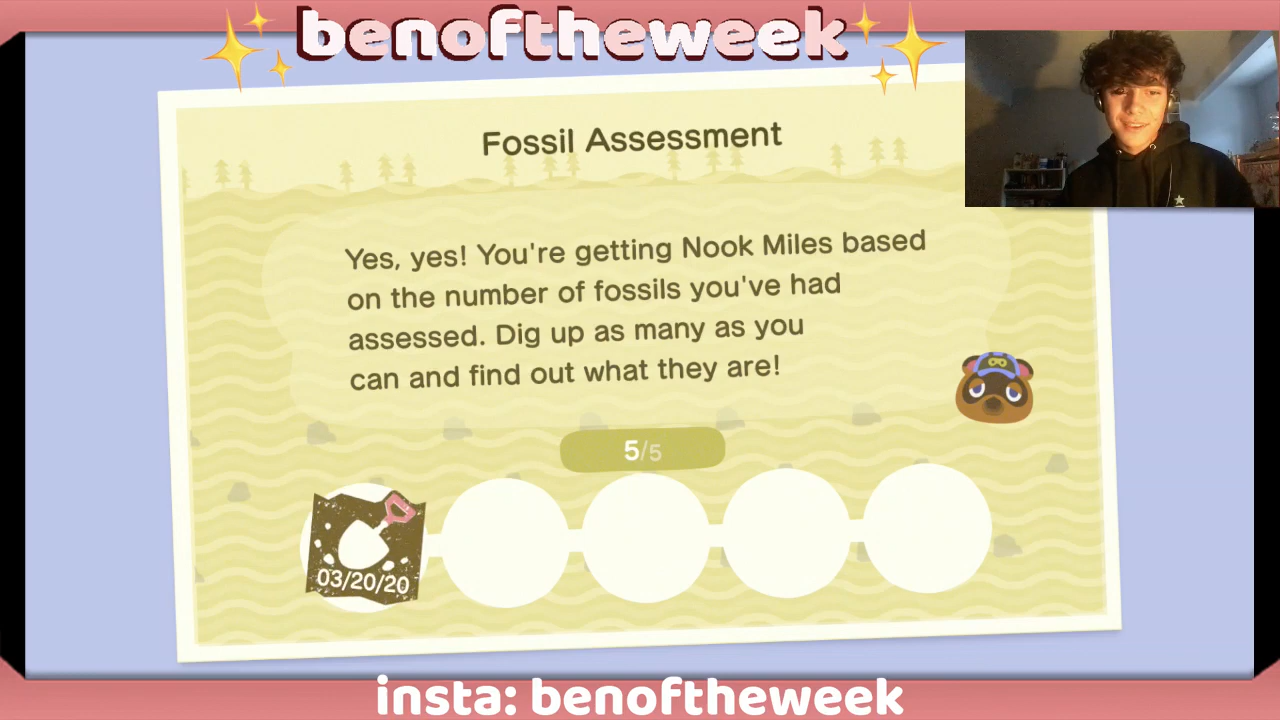 benoftheweek
Fossil Assessment
Yes, yes! You're getting Nook Miles based
on the number of fossils you've had
assessed. Dig up as many as you
can and find out what they are!
5/5
03/20/20
insta: benoftheweek